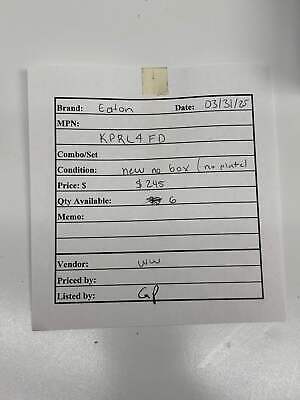 Brand: Eaton Date: 03/31/25
MPN:
KPRL4FD
Combo/Set
Condition: new no box (no
Price: $ $245
Qty Available: 6
Memo:
Vendor: WW
Priced by:
Listed by: GP